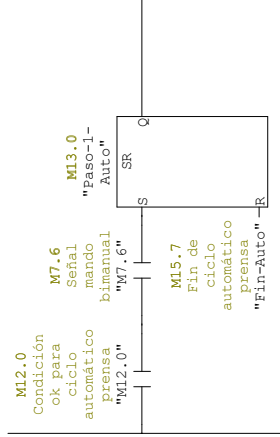 M12.0
Condición
ok para
ciclo
automático
prensa
"M12.0"
M7.6
Señal
mando
bimanual
"M7.6"
M13.0
"Paso-1-
Auto"
SR
S
Q
M15.7
Fin de
ciclo
automático
prensa
"Fin-Auto"
R